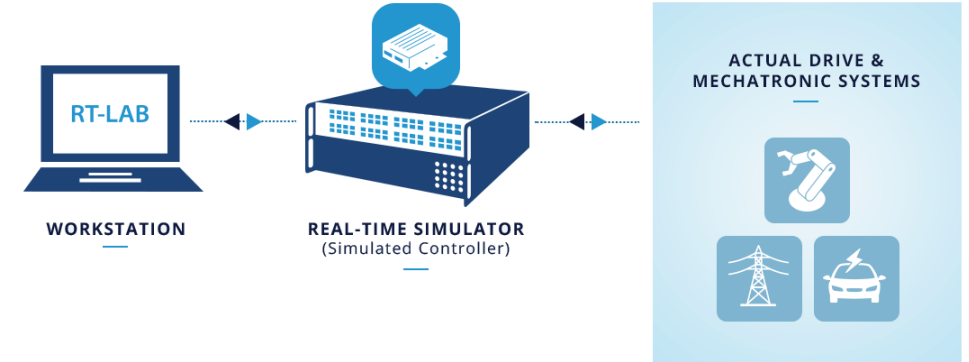 RT-LAB
WORKSTATION
REAL-TIME SIMULATOR
(Simulated Controller)
ACTUAL DRIVE &
MECHATRONIC SYSTEMS